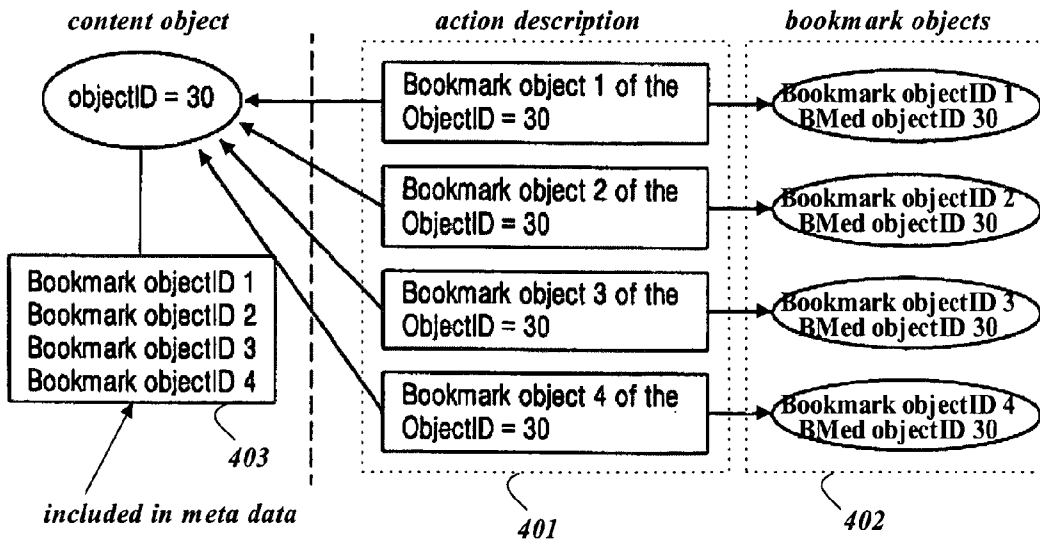 content object
action description
bookmark objects
objectID = 30
Bookmark object 1 of the
ObjectID = 30
Bookmark objectID 1
BMed objectID 30
Bookmark object 2 of the
ObjectID = 30
Bookmark objectID 2
BMed objectID 30
Bookmark objectID 1
Bookmark objectID 2
Bookmark objectID 3
Bookmark objectID 4
Bookmark object 3 of the
ObjectID = 30
Bookmark objectID 3
BMed objectID 30
Bookmark object 4 of the
ObjectID = 30
Bookmark objectID 4
BMed objectID 30
403
included in meta data
401
402